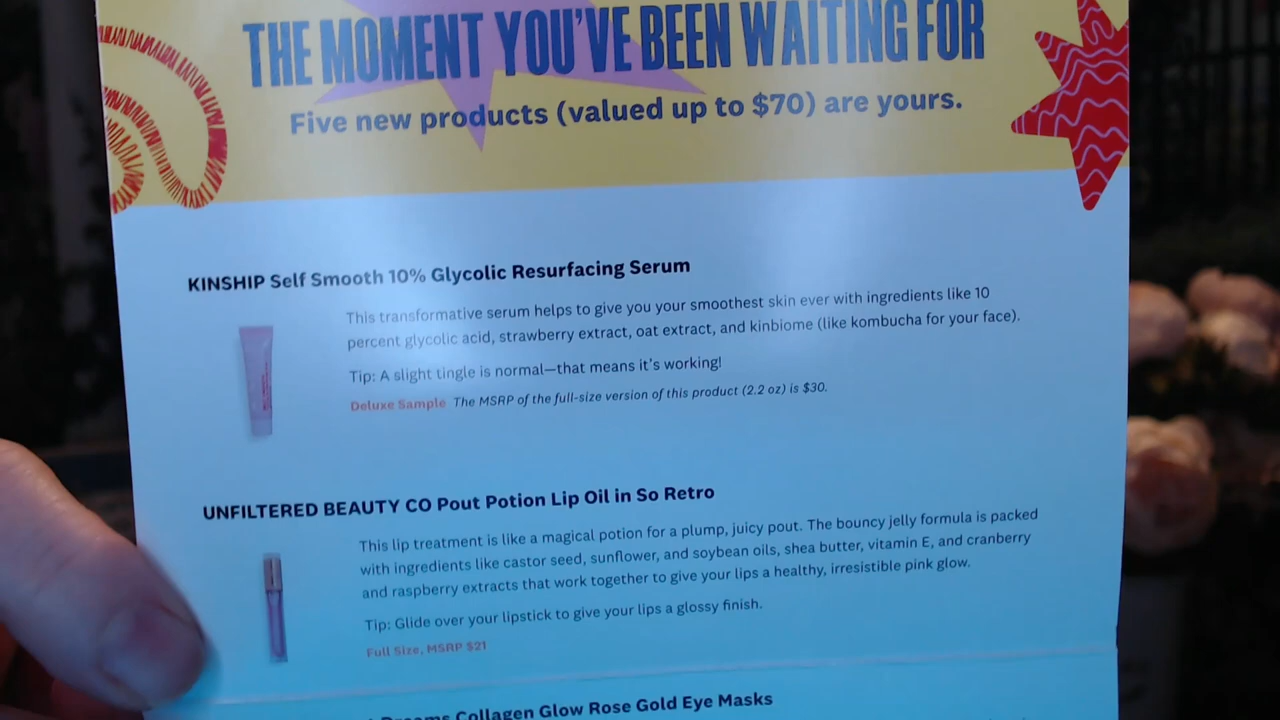 THE MOMENT YOU'VE BEEN WAITING FOR
Five new products (valued up to $70) are yours.
KINSHIP Self Smooth 10% Glycolic Resurfacing Serum
This transformative serum helps to give you your smoothest skin ever with ingredients like 10
percent glycolic acid, strawberry extract, oat extract, and kinbiome (like kombucha for your face).
Tip: A slight tingle is normal—that means it's working!
Deluxe Sample The MSRP of the full-size version of this product (2.2 oz) is $30.
UNFILTERED BEAUTY CO Pout Potion Lip Oil in So Retro
This lip treatment is like a magical potion for a plump, juicy pout. The bouncy jelly formula is packed
with ingredients like castor seed, sunflower, and soybean oils, shea butter, vitamin E, and cranberry
and raspberry extracts that work together to give your lips a healthy, irresistible pink glow.
Tip: Glide over your lipstick to give your lips a glossy finish.
Full Size, MSRP $21
Dreams Collagen Glow Rose Gold Eye Masks